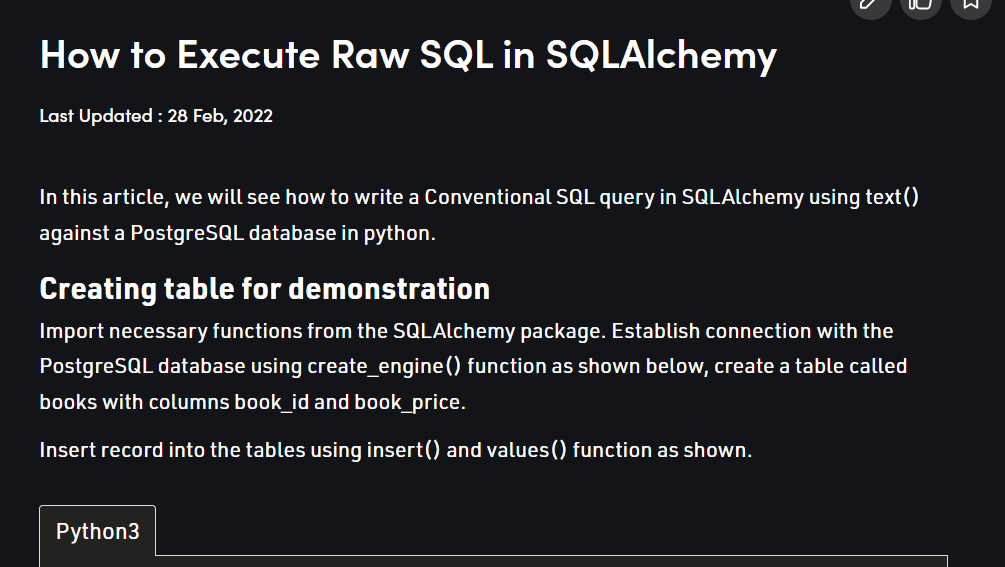 How to Execute Raw SQL in SQLAlchemy
Last Updated : 28 Feb, 2022
In this article, we will see how to write a Conventional SQL query in SQLAlchemy using text()
against a PostgreSQL database in python.
Creating table for demonstration
Import necessary functions from the SQLAlchemy package. Establish connection with the
PostgreSQL database using create_engine() function as shown below, create a table called
books with columns book_id and book_price.
Insert record into the tables using insert() and values() function as shown.
Python3